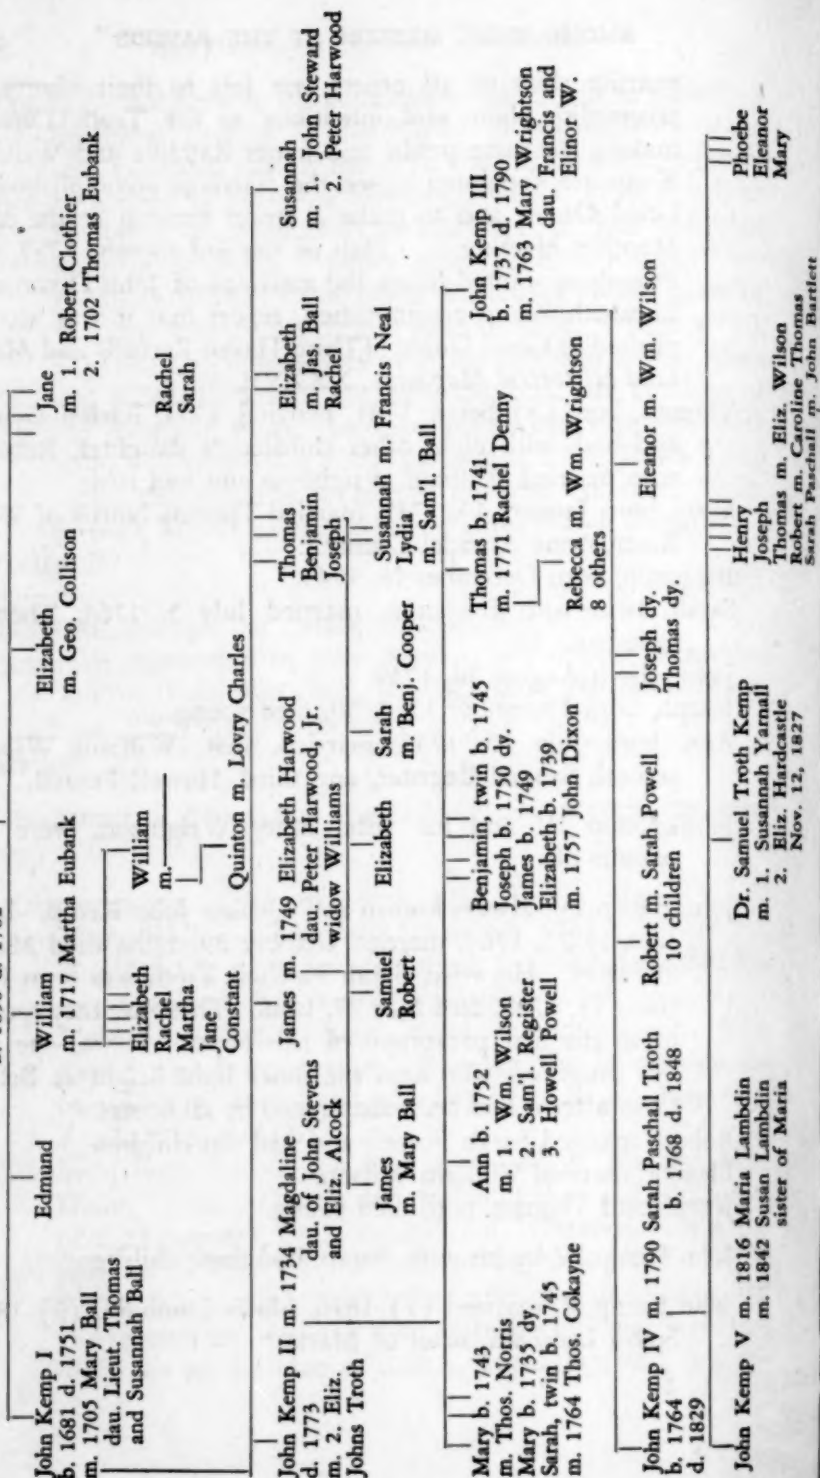 John Kemp I
b. 1681 d. 1751
m. 1705 Mary Ball
dau. Lieut. Thomas
and Susannah Ball
Edmund
William
m. 1717 Martha Eubank
Elizabeth
m. Geo. Collison
Jane
m. 1. Robert Clothier
2. 1702 Thomas Eubank
Elizabeth
Rachel
Martha
Jane
Constant
William
m.
Quinton m. Lovry Charles
Rachel
Sarah
John Kemp II m. 1734 Magdaline
d. 1773
dau. of John Stevens
m. 2. Eliz.
and Eliz. Alcock
Johns Troth
James m. 1749 Elizabeth Harwood
dau. Peter Harwood, Jr.
widow Williams
Thomas
Benjamin
Joseph
Elizabeth
m. Jas. Ball
Rachel
Susannah
m. 1. John Steward
2. Peter Harwood
James
m. Mary Ball
Samuel
Robert
Elizabeth
Sarah
m. Benj. Cooper
Susannah m. Francis Neal
Lydia
m. Sam'l. Ball
Mary b. 1743
m. Thos. Norris
Mary b. 1735 dy.
Sarah, twin b. 1745
m. 1764 Thos. Cokayne
Ann b. 1752
m. 1. Wm. Wilson
2. Sam'l. Register
3. Howell Powell
Benjamin, twin b. 1745
Joseph b. 1750 dy.
James b. 1749
Elizabeth b. 1739
m. 1757 John Dixon
Thomas b. 1741
m. 1771 Rachel Denny
Rebecca m. Wm. Wrightson
8 others
John Kemp III
b. 1737 d. 1790
m. 1763 Mary Wrightson
dau. Francis and
Elinor W.
John Kemp IV m. 1790 Sarah Paschall Troth
b. 1764
b. 1768 d. 1848
d. 1829
Robert m. Sarah Powell
10 children
Joseph dy.
Thomas dy.
Eleanor m. Wm. Wilson
John Kemp V m. 1816 Maria Lambdin
m. 1842 Susan Lambdin
sister of Maria
Dr. Samuel Troth Kemp
m. 1. Susannah Yarnall
2. Eliz. Hardcastle
Nov. 12, 1827
Henry
Joseph
Thomas m. Eliz. Wilson
Robert m. Caroline Thomas
Sarah Paschall m. John Bartlett
Phoebe
Eleanor
Mary